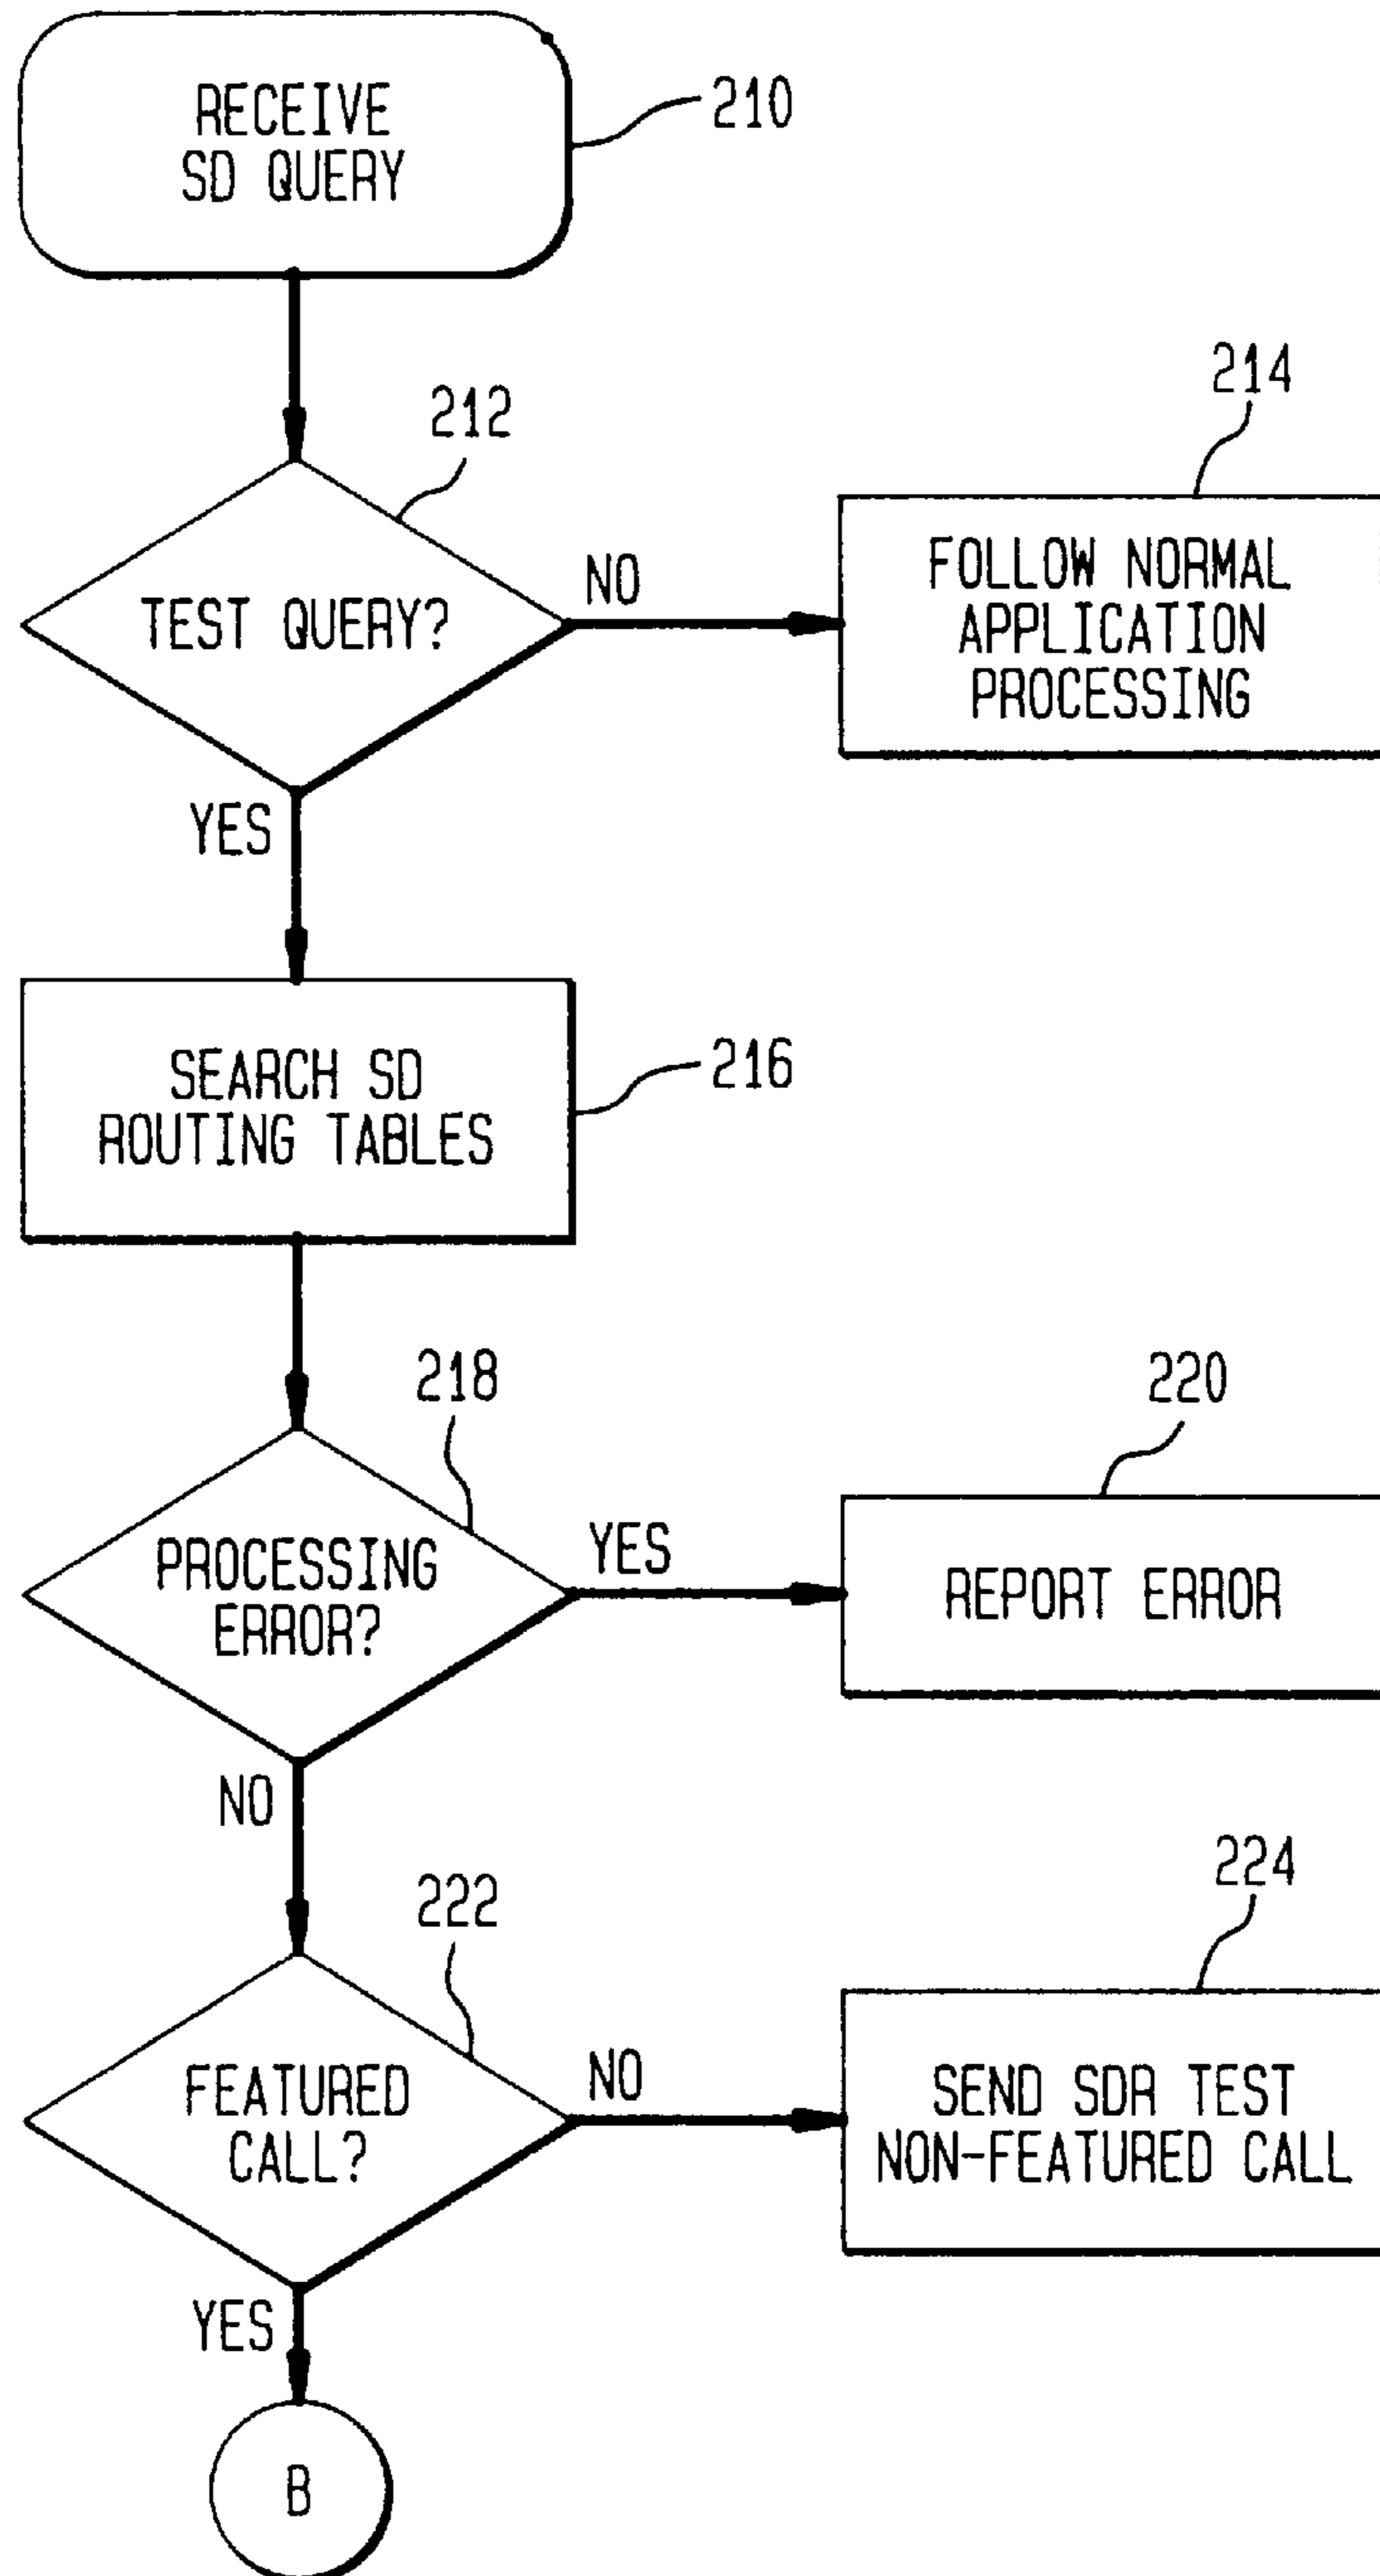 RECEIVE
SD QUERY
210
212
TEST QUERY?
NO
214
FOLLOW NORMAL
APPLICATION
PROCESSING
YES
SEARCH SD
ROUTING TABLES
216
218
PROCESSING
ERROR?
YES
220
REPORT ERROR
NO
222
FEATURED
CALL?
NO
224
SEND SDR TEST
NON-FEATURED CALL
YES
B